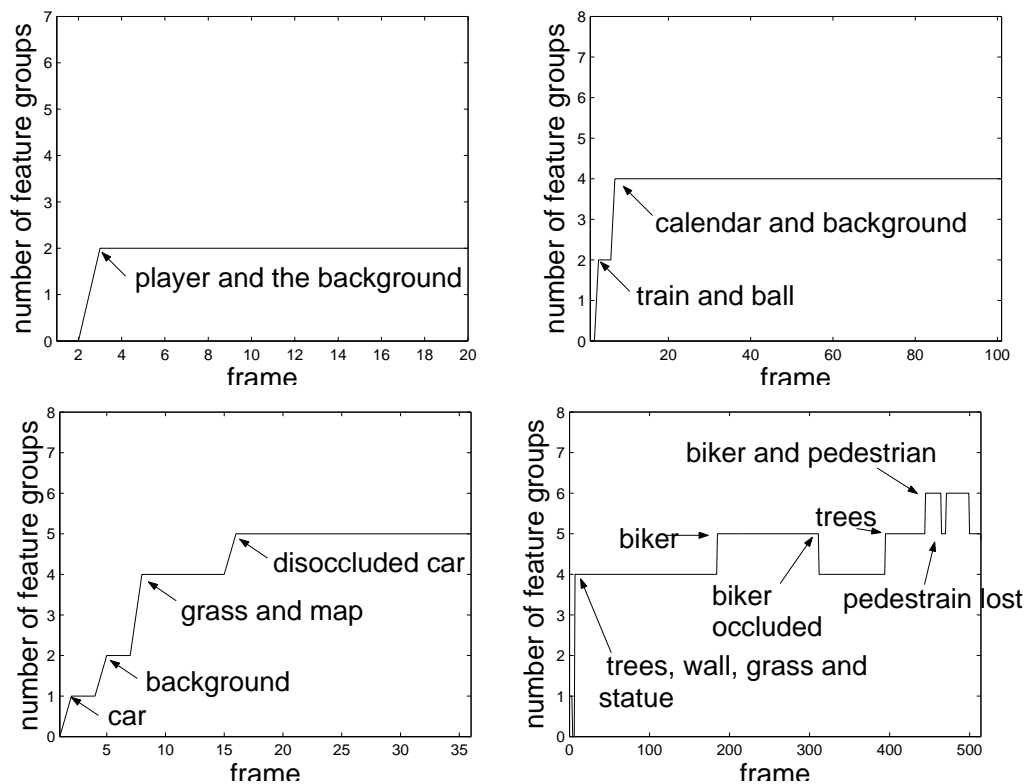 7
6
5
4
3
2
1
0
number of feature groups
player and the background
2 4 6 8 10 12 14 16 18 20
frame
8
7
6
5
4
3
2
1
0
number of feature groups
calendar and background
train and ball
20 40 60 80 100
frame
8
7
6
5
4
3
2
1
0
number of feature groups
disoccluded car
grass and map
background
car
5 10 15 20 25 30 35
frame
8
7
6
5
4
3
2
1
0
number of feature groups
biker and pedestrian
trees
biker
biker
occluded
pedestrain lost
trees, wall, grass and
statue
0 100 200 300 400 500
frame